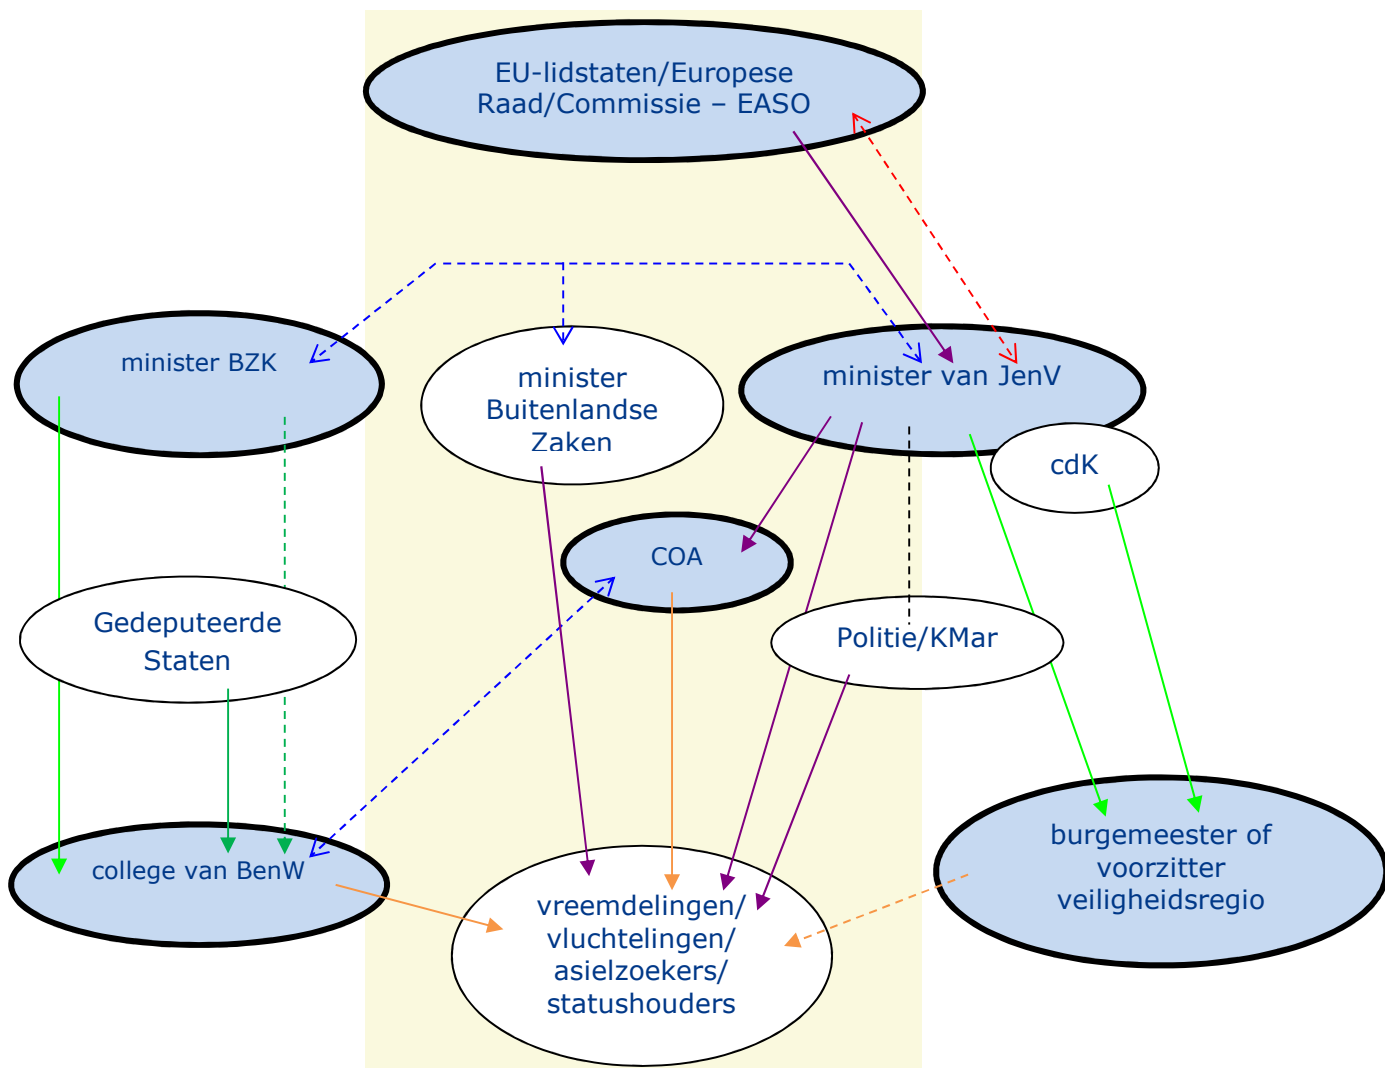 EU-lidstaten/Europese
Raad/Commissie – EASO
minister BZK
minister
Buitenlandse
Zaken
minister van JenV
cdK
COA
Gedeputeerde
Staten
Politie/KMar
college van BenW
vreemdelingen/
vluchtelingen/
asielzoekers/
statushouders
burgemeester of
voorzitter
veiligheidsregio